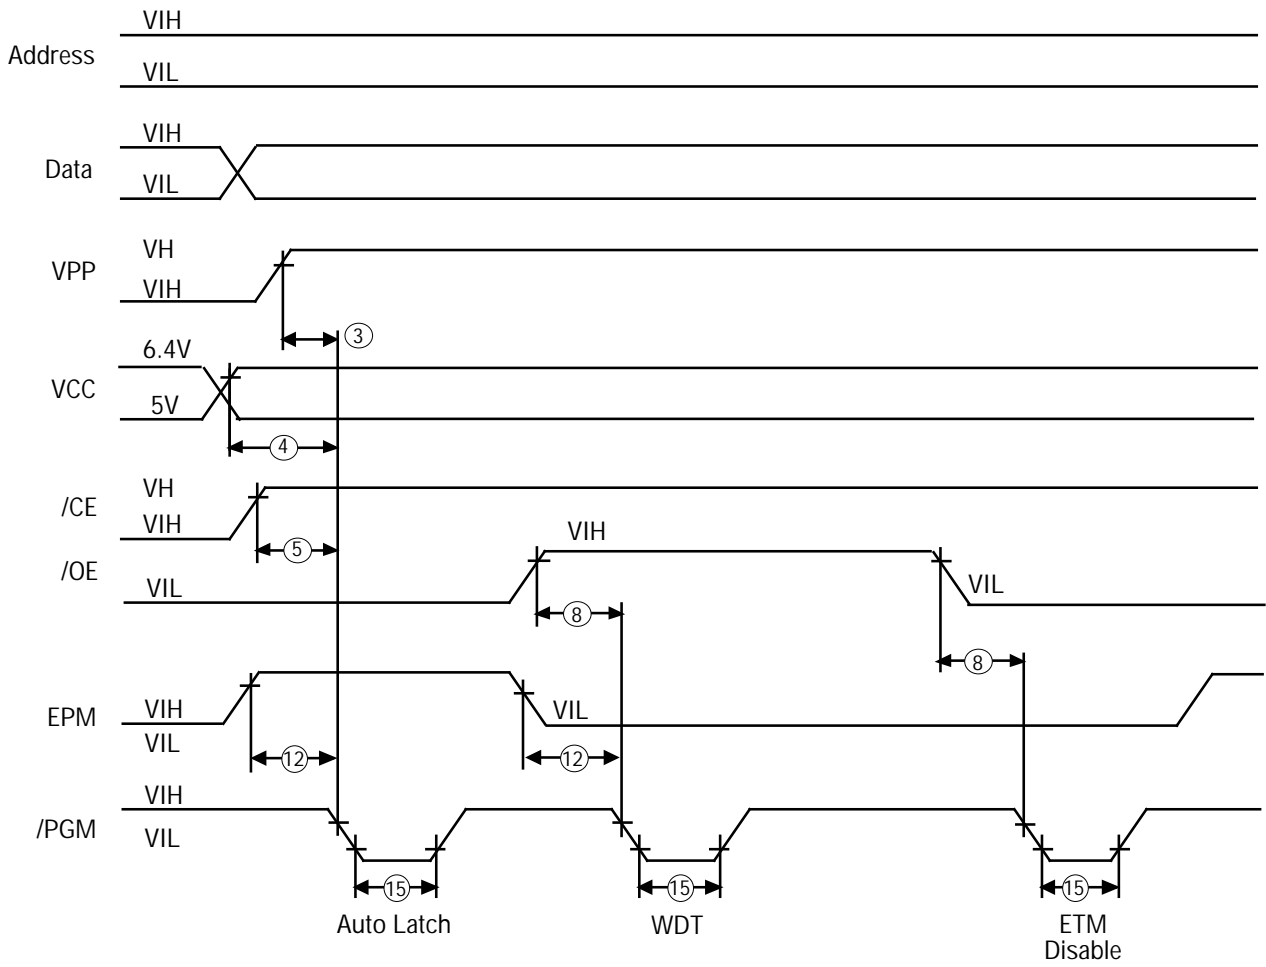 VIH
Address
VIL
VIH
Data
VIL
VH
VPP
VIH
3
6.4V
VCC
5V
4
VH
/CE
VIH
5
VIH
/OE
VIL
VIL
8
8
EPM
VIH
VIL
VIL
12
12
VIH
/PGM
VIL
15
15
15
Auto Latch
WDT
ETM
Disable